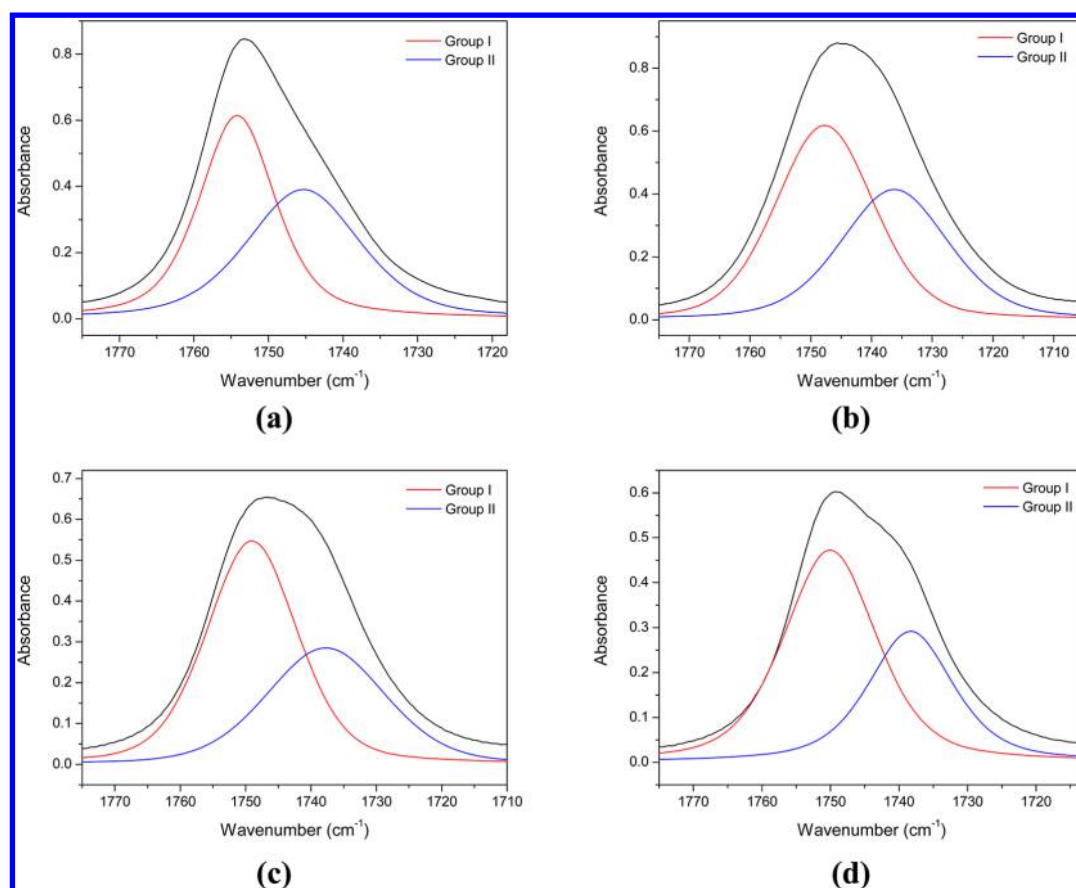 Group I
Group II
0.8
0.6
0.4
0.2
0.0
Absorbance
1770 1760 1750 1740 1730 1720
Wavenumber (cm⁻¹)
(a)
Group I
Group II
0.8
0.6
0.4
0.2
0.0
Absorbance
1770 1760 1750 1740 1730 1720 1710
Wavenumber (cm⁻¹)
(b)
Group I
Group II
0.7
0.6
0.5
0.4
0.3
0.2
0.1
0.0
Absorbance
1770 1760 1750 1740 1730 1720 1710
Wavenumber (cm⁻¹)
(c)
Group I
Group II
0.6
0.5
0.4
0.3
0.2
0.1
0.0
Absorbance
1770 1760 1750 1740 1730 1720
Wavenumber (cm⁻¹)
(d)